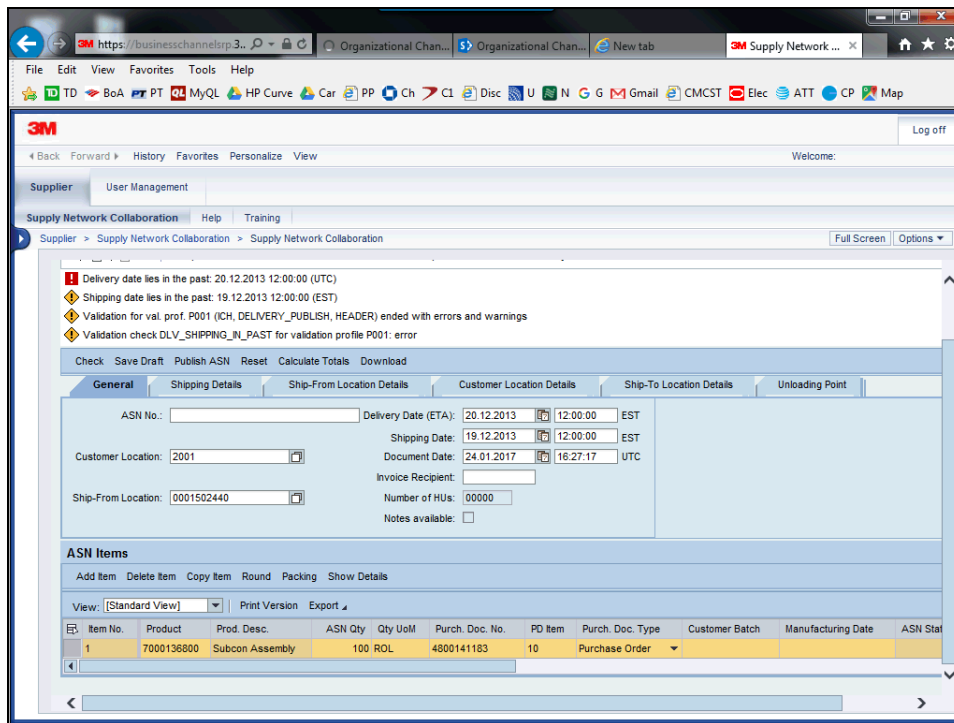 3M https://businesschannelsrp.3.. Organizational Chan... S Organizational Chan... New tab 3M Supply Network ...
File Edit View Favorites Tools Help
TD TD BoA PT PT QL MyQL HP Curve Car PP Ch C1 Disc U N G G Gmail CMCST Elec ATT CP Map
3M
Log off
Back Forward History Favorites Personalize View Welcome:
Supplier User Management
Supply Network Collaboration Help Training
Supplier > Supply Network Collaboration > Supply Network Collaboration Full Screen Options
Delivery date lies in the past: 20.12.2013 12:00:00 (UTC)
Shipping date lies in the past: 19.12.2013 12:00:00 (EST)
Validation for val. prof. P001 (ICH, DELIVERY_PUBLISH, HEADER) ended with errors and warnings
Validation check DLV_SHIPPING_IN_PAST for validation profile P001: error
Check Save Draft Publish ASN Reset Calculate Totals Download
General Shipping Details Ship-From Location Details Customer Location Details Ship-To Location Details Unloading Point
ASN No.: Delivery Date (ETA): 20.12.2013 12:00:00 EST
Shipping Date: 19.12.2013 12:00:00 EST
Customer Location: 2001 Document Date: 24.01.2017 16:27:17 UTC
Invoice Recipient:
Ship-From Location: 0001502440 Number of HUs: 00000
Notes available:
ASN Items
Add Item Delete Item Copy Item Round Packing Show Details
View: [Standard View] Print Version Export
Item No. Product Prod. Desc. ASN Qty Qty UoM Purch. Doc. No. PD Item Purch. Doc. Type Customer Batch Manufacturing Date ASN Stat
1 7000136800 Subcon Assembly 100 ROL 4800141183 10 Purchase Order